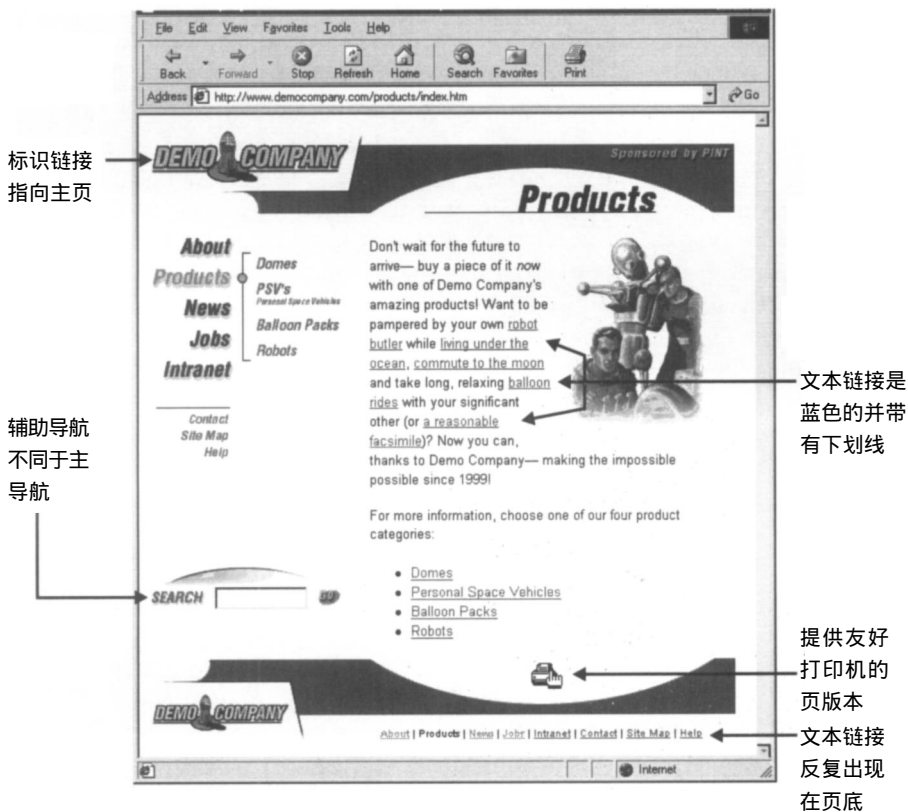 File Edit View Favorites Tools Help
Back Forward Stop Refresh Home Search Favorites Print
Address http://www.democompany.com/products/index.htm Go
标识链接
指向主页
DEMO COMPANY
Sponsored by PINT
Products
About
Products
News
Jobs
Intranet
Domes
PSV's
Personal Space Vehicles
Balloon Packs
Robots
Contact
Site Map
Help
Don't wait for the future to
arrive— buy a piece of it now
with one of Demo Company's
amazing products! Want to be
pampered by your own robot
butler while living under the
ocean, commute to the moon
and take long, relaxing balloon
rides with your significant
other (or a reasonable
facsimile)? Now you can,
thanks to Demo Company— making the impossible
possible since 1999!
For more information, choose one of our four product
categories:
• Domes
• Personal Space Vehicles
• Balloon Packs
• Robots
文本链接是
蓝色的并带
有下划线
辅助导航
不同于主
导航
SEARCH
提供友好
打印机的
页版本
DEMO COMPANY
About | Products | News | Jobs | Intranet | Contact | Site Map | Help
文本链接
反复出现
在页底
Internet